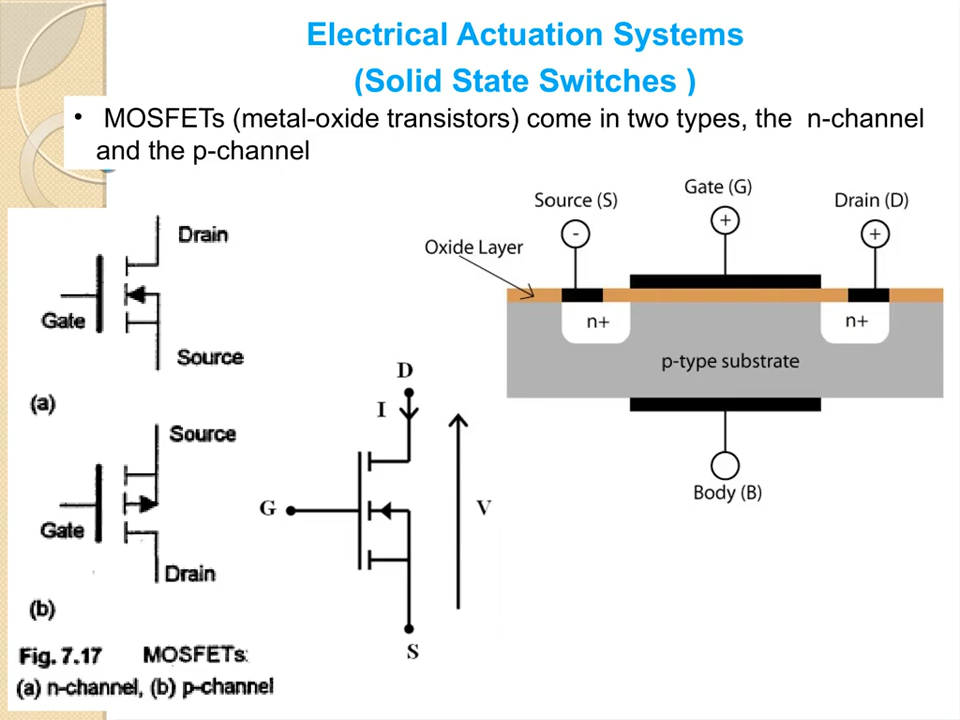 Electrical Actuation Systems
(Solid State Switches )
• MOSFETs (metal-oxide transistors) come in two types, the n-channel
and the p-channel
Drain
Gate
Source
(a)
Source
Gate
Drain
(b)
Fig. 7.17 MOSFETs:
(a) n-channel, (b) p-channel
D
I
G
V
S
Gate (G)
Source (S)
Drain (D)
+
-
+
Oxide Layer
n+
n+
p-type substrate
Body (B)